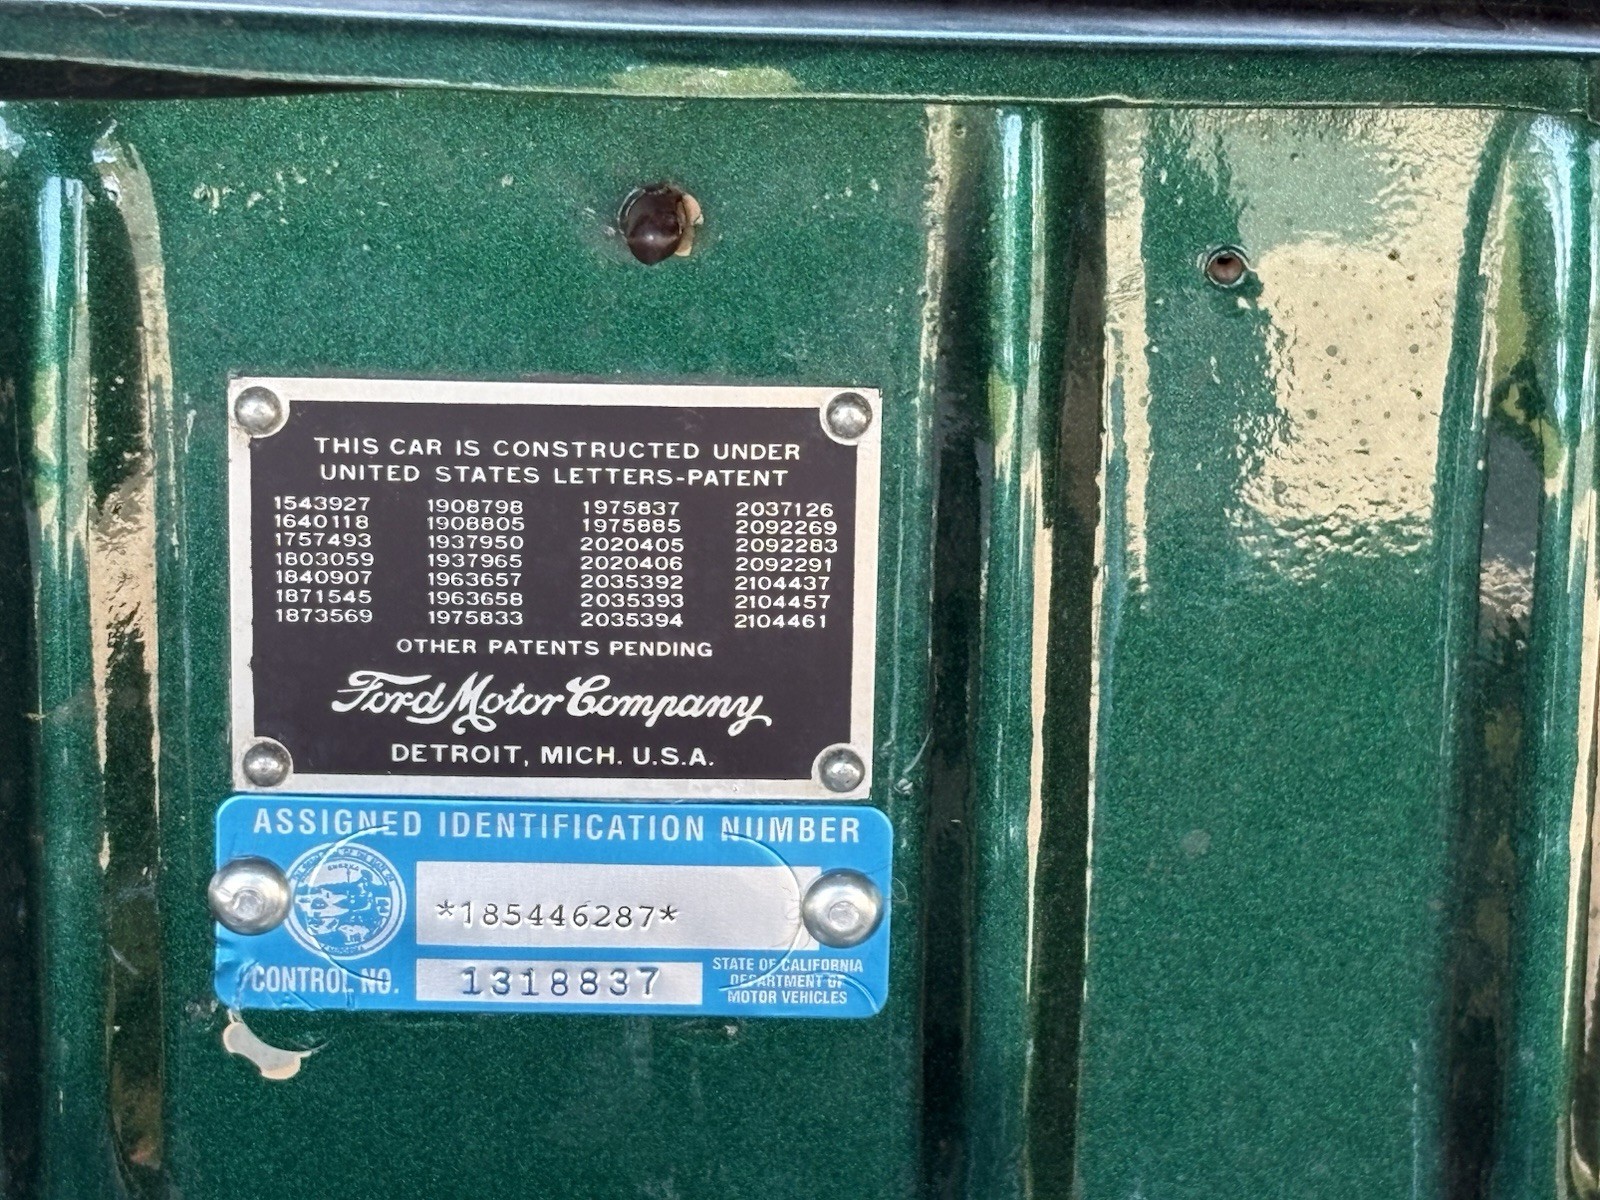 THIS CAR IS CONSTRUCTED UNDER
UNITED STATES LETTERS-PATENT
1543927 1908798 1975837 2037126
1640118 1908805 1975885 2092269
1757493 1937950 2020405 2092283
1803059 1937965 2020406 2092291
1840907 1963657 2035392 2104437
1871545 1963658 2035393 2104457
1873569 1975833 2035394 2104461
OTHER PATENTS PENDING
Ford Motor Company
DETROIT, MICH. U.S.A.
ASSIGNED IDENTIFICATION NUMBER
*185446287*
CONTROL NO. 1318837
STATE OF CALIFORNIA
DEPARTMENT OF
MOTOR VEHICLES